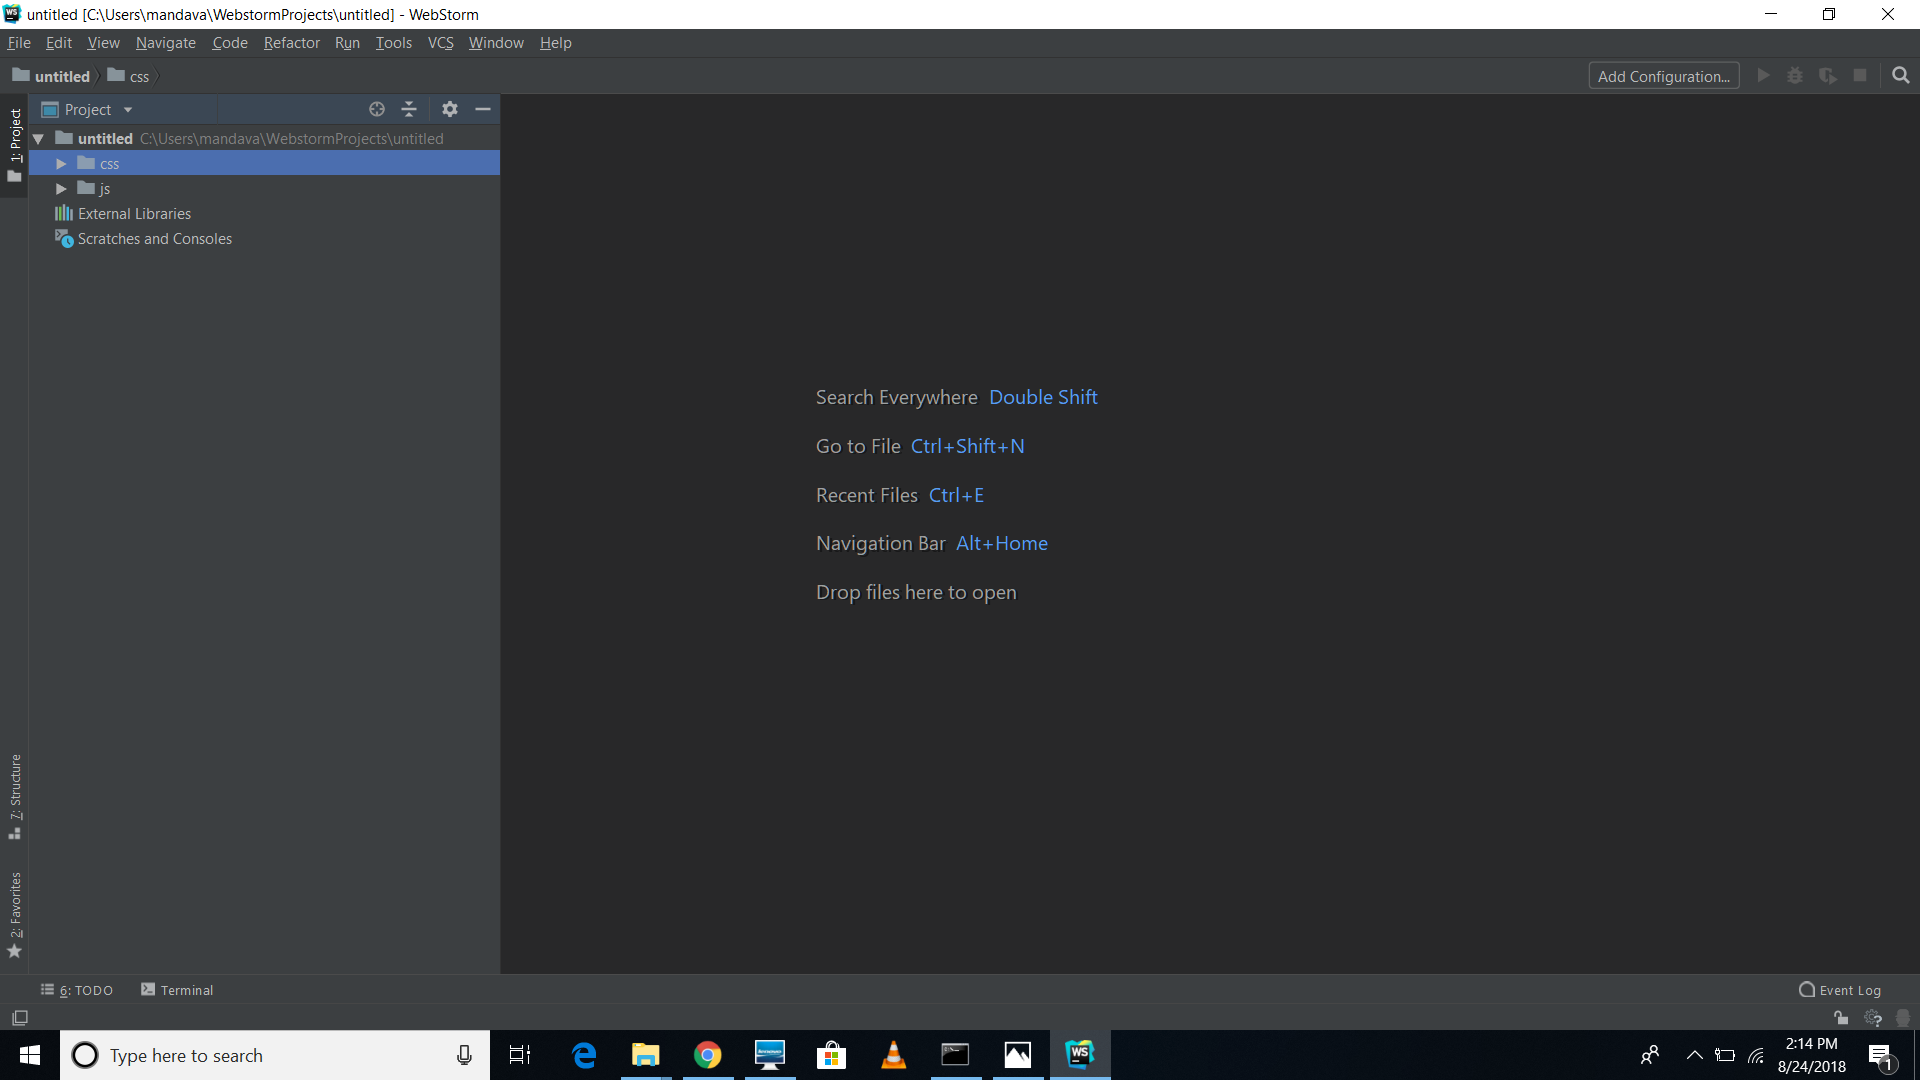 untitled [C:\Users\mandava\WebstormProjects\untitled] - WebStorm
File Edit View Navigate Code Refactor Run Tools VCS Window Help
untitled css
Add Configuration...
Project
1: Project
untitled C:\Users\mandava\WebstormProjects\untitled
css
js
External Libraries
Scratches and Consoles
Search Everywhere Double Shift
Go to File Ctrl+Shift+N
Recent Files Ctrl+E
Navigation Bar Alt+Home
Drop files here to open
7: Structure
2: Favorites
6: TODO Terminal
Event Log
Type here to search
WS
2:14 PM
8/24/2018
1